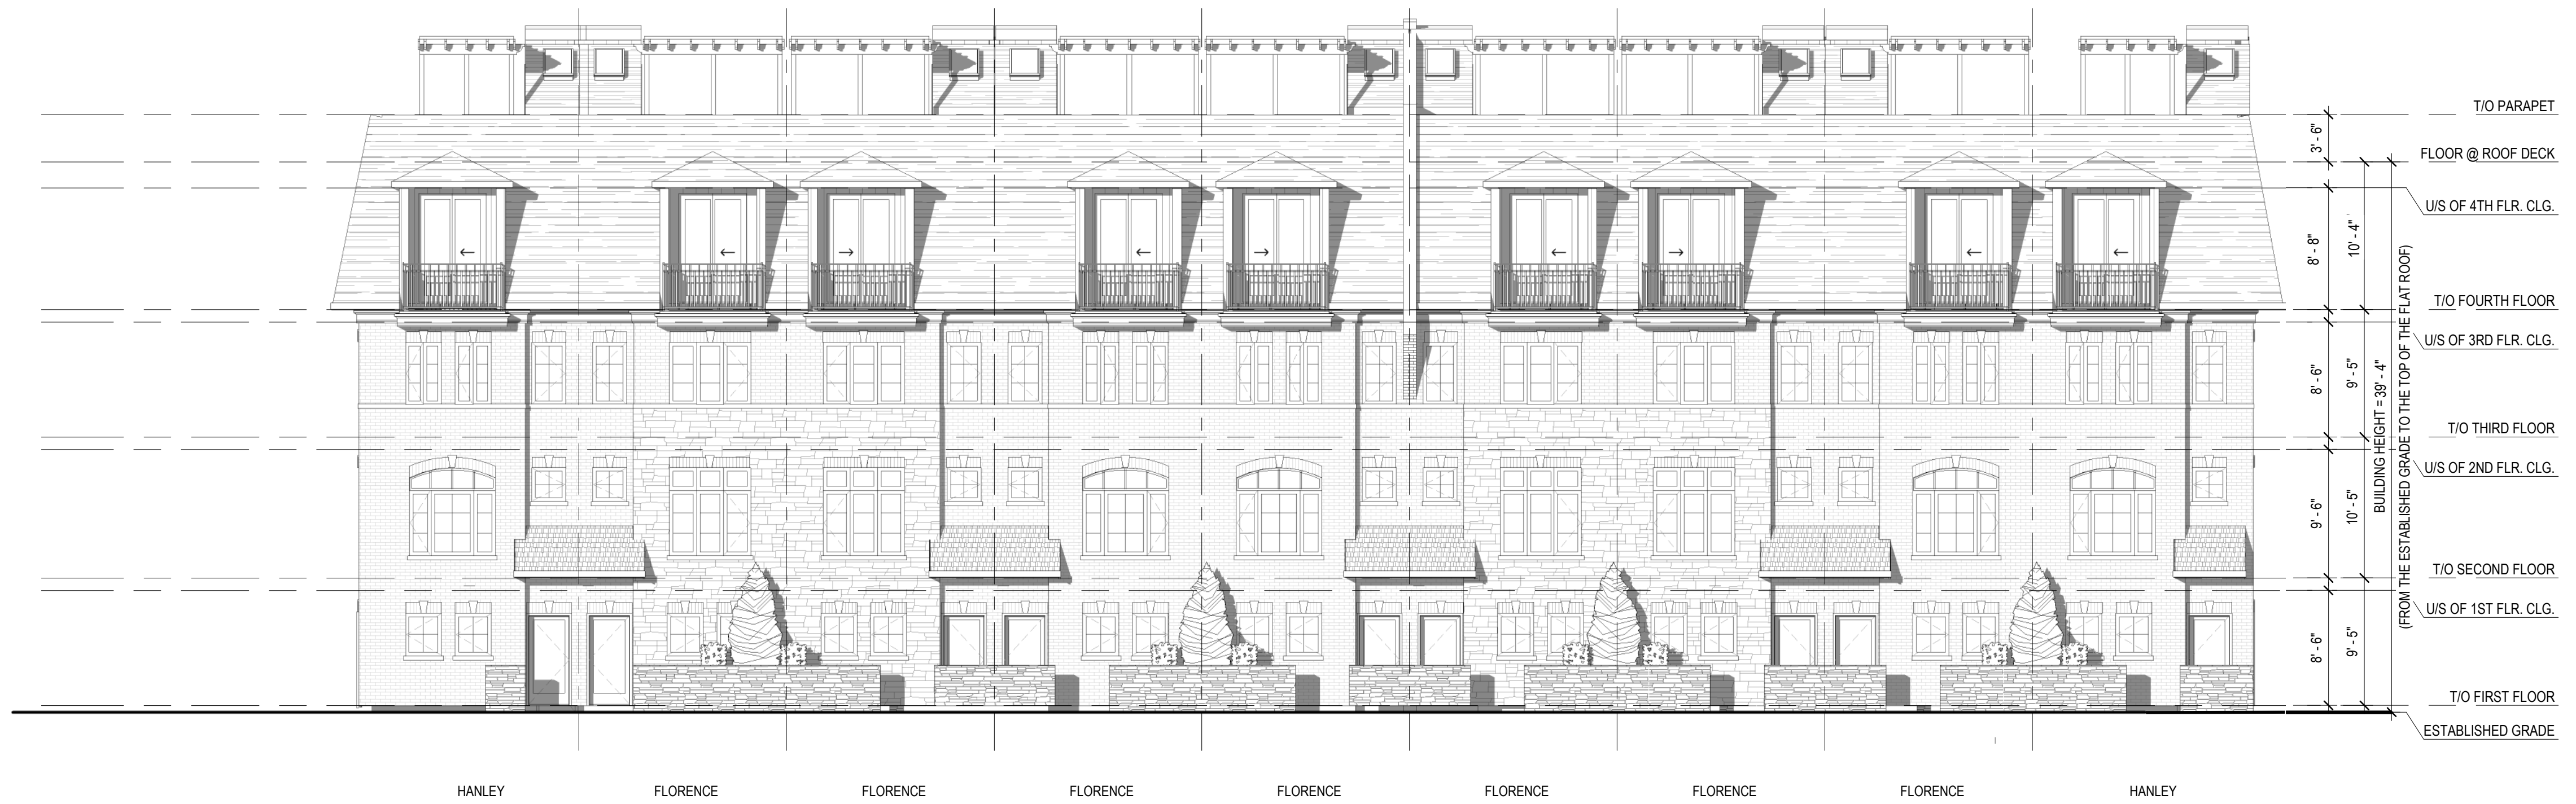 T/O PARAPET
3' - 6"
FLOOR @ ROOF DECK
U/S OF 4TH FLR. CLG.
8' - 8"
10' - 4"
T/O FOURTH FLOOR
U/S OF 3RD FLR. CLG.
8' - 6"
9' - 5"
BUILDING HEIGHT = 39' - 4"
(FROM THE ESTABLISHED GRADE TO THE TOP OF THE FLAT ROOF)
T/O THIRD FLOOR
U/S OF 2ND FLR. CLG.
9' - 6"
10' - 5"
T/O SECOND FLOOR
U/S OF 1ST FLR. CLG.
8' - 6"
9' - 5"
T/O FIRST FLOOR
ESTABLISHED GRADE
HANLEY FLORENCE FLORENCE FLORENCE FLORENCE FLORENCE FLORENCE FLORENCE HANLEY